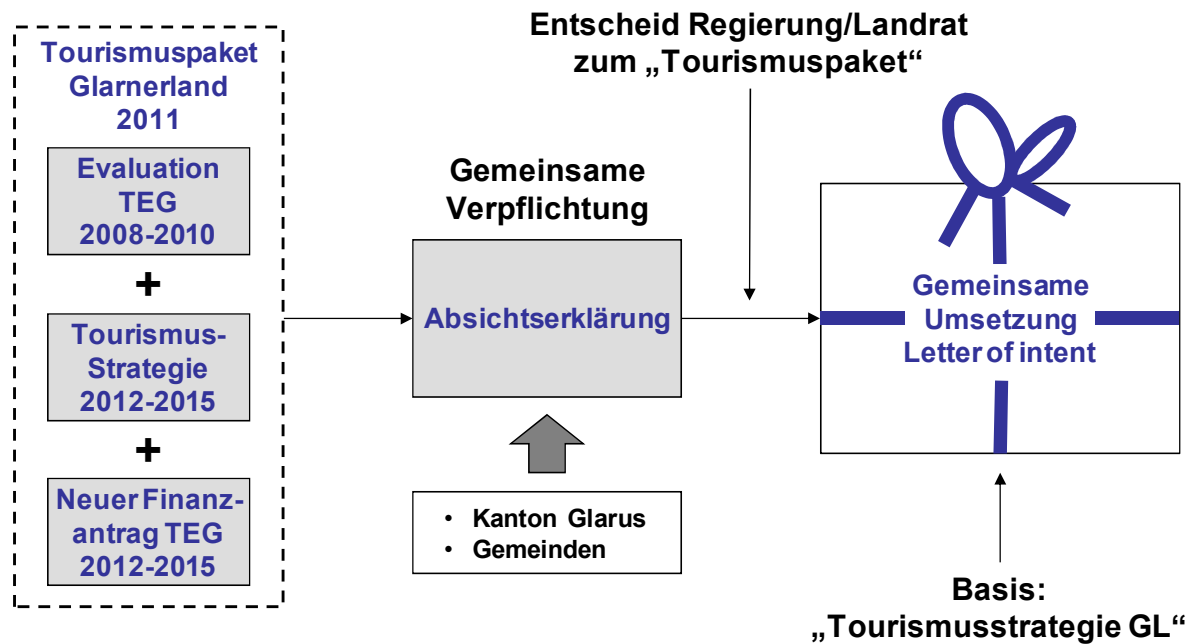 Tourismuspaket
Glarnerland
2011
Evaluation
TEG
2008-2010
+
Tourismus-
Strategie
2012-2015
+
Neuer Finanz-
antrag TEG
2012-2015
Gemeinsame
Verpflichtung
Absichtserklärung
• Kanton Glarus
• Gemeinden
Entscheid Regierung/Landrat
zum „Tourismuspaket“
Gemeinsame
Umsetzung
Letter of intent
Basis:
„Tourismusstrategie GL“